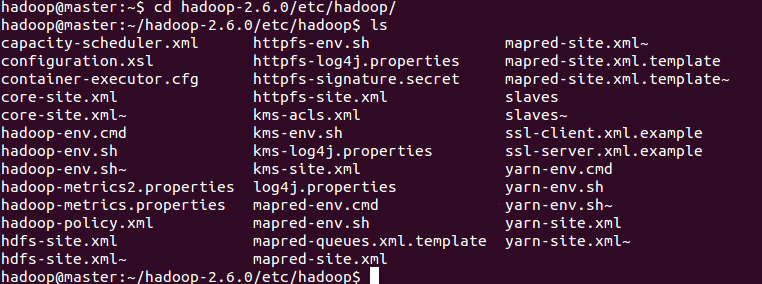 hadoop@master:~$ cd hadoop-2.6.0/etc/hadoop/
hadoop@master:~/hadoop-2.6.0/etc/hadoop$ ls
capacity-scheduler.xml httpfs-env.sh mapred-site.xml~
configuration.xsl httpfs-log4j.properties mapred-site.xml.template
container-executor.cfg httpfs-signature.secret mapred-site.xml.template~
core-site.xml httpfs-site.xml slaves
core-site.xml~ kms-acls.xml slaves~
hadoop-env.cmd kms-env.sh ssl-client.xml.example
hadoop-env.sh kms-log4j.properties ssl-server.xml.example
hadoop-env.sh~ kms-site.xml yarn-env.cmd
hadoop-metrics2.properties log4j.properties yarn-env.sh
hadoop-metrics.properties mapred-env.cmd yarn-env.sh~
hadoop-policy.xml mapred-env.sh yarn-site.xml
hdfs-site.xml mapred-queues.xml.template yarn-site.xml~
hdfs-site.xml~ mapred-site.xml
hadoop@master:~/hadoop-2.6.0/etc/hadoop$